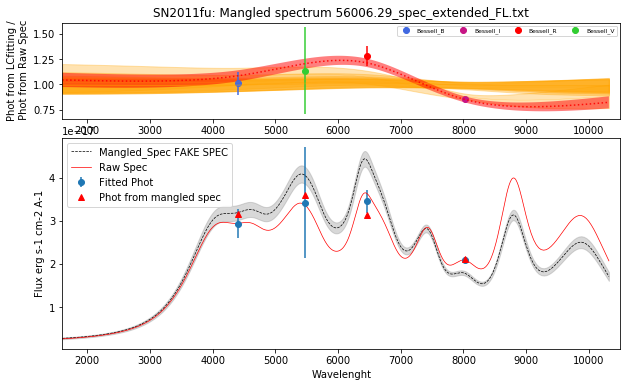 SN2011fu: Mangled spectrum 56006.29_spec_extended_FL.txt
Phot from LCfitting /
Phot from Raw Spec
1.50
1.25
1.00
0.75
Bessell_B
Bessell_I
Bessell_R
Bessell_V
2000 3000 4000 5000 6000 7000 8000 9000 10000
1e-17
Flux erg s-1 cm-2 A-1
4
3
2
1
Mangled_Spec FAKE SPEC
Raw Spec
Fitted Phot
Phot from mangled spec
2000 3000 4000 5000 6000 7000 8000 9000 10000
Wavelenght